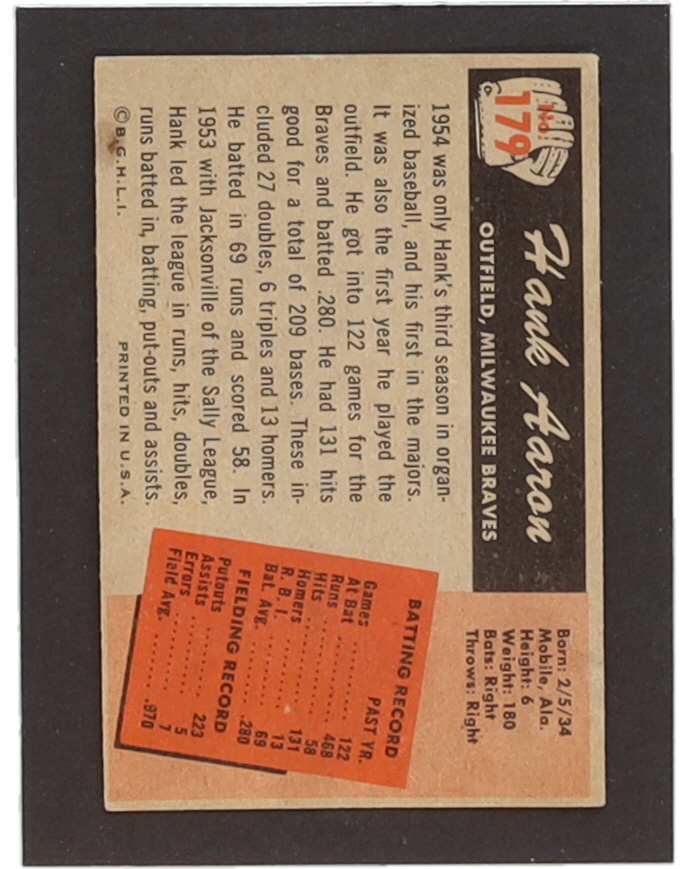 No.
179
Hank Aaron
OUTFIELD, MILWAUKEE BRAVES
Born: 2/5/34
Mobile, Ala.
Height: 6
Weight: 180
Bats: Right
Throws: Right
1954 was only Hank's third season in organ-
ized baseball, and his first in the majors.
It was also the first year he played the
outfield. He got into 122 games for the
Braves and batted .280. He had 131 hits
good for a total of 209 bases. These in-
cluded 27 doubles, 6 triples and 13 homers.
He batted in 69 runs and scored 58. In
1953 with Jacksonville of the Sally League,
Hank led the league in runs, hits, doubles,
runs batted in, batting, put-outs and assists.
© B.G.H.L.I. PRINTED IN U.S.A.
BATTING RECORD
PAST YR.
Games 122
At Bat 468
Runs 58
Hits 131
Homers 13
R. B. I. 69
Bat. Avg. .280
FIELDING RECORD
Putouts 223
Assists 5
Errors 7
Field Avg. .970